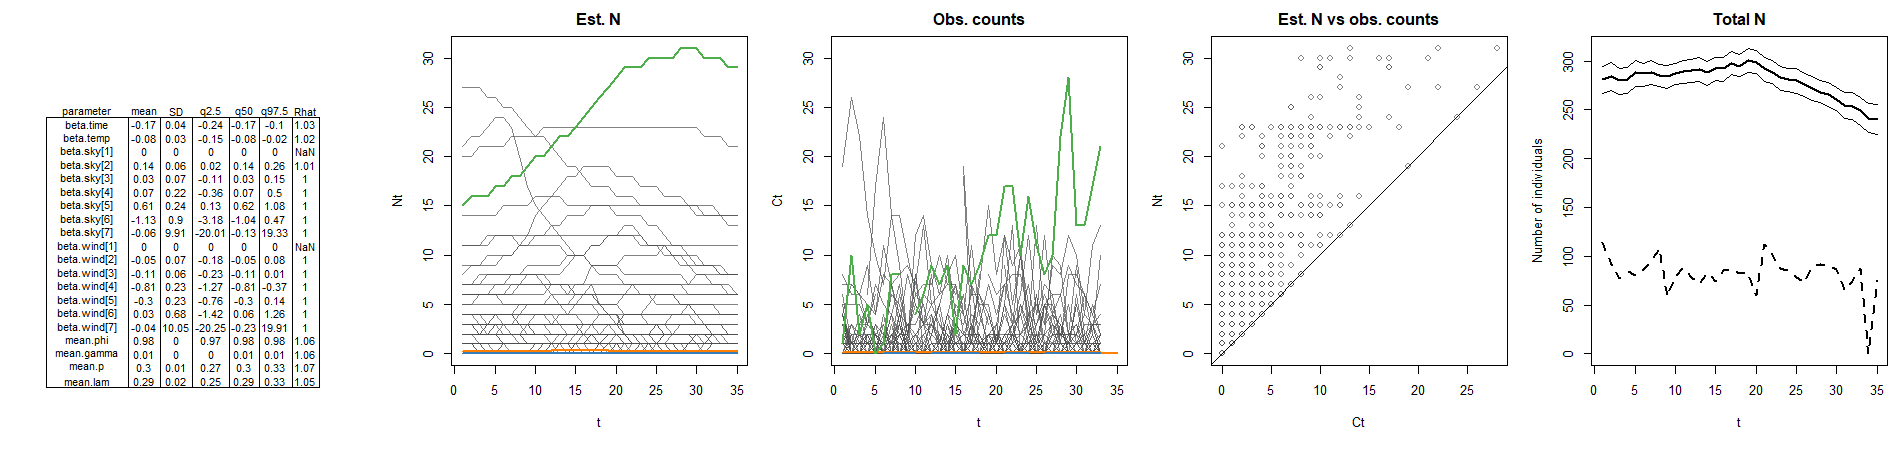 parameter mean SD q2.5 q50 q97.5 Rhat
beta.time -0.17 0.04 -0.24 -0.17 -0.1 1.03
beta.temp -0.08 0.03 -0.15 -0.08 -0.02 1.02
beta.sky[1] 0 0 0 0 0 NaN
beta.sky[2] 0.14 0.06 0.02 0.14 0.26 1.01
beta.sky[3] 0.03 0.07 -0.11 0.03 0.15 1
beta.sky[4] 0.07 0.22 -0.36 0.07 0.5 1
beta.sky[5] 0.61 0.24 0.13 0.62 1.08 1
beta.sky[6] -1.13 0.9 -3.18 -1.04 0.47 1
beta.sky[7] -0.06 9.91 -20.01 -0.13 19.33 1
beta.wind[1] 0 0 0 0 0 NaN
beta.wind[2] -0.05 0.07 -0.18 -0.05 0.08 1
beta.wind[3] -0.11 0.06 -0.23 -0.11 0.01 1
beta.wind[4] -0.81 0.23 -1.27 -0.81 -0.37 1
beta.wind[5] -0.3 0.23 -0.76 -0.3 0.14 1
beta.wind[6] 0.03 0.68 -1.42 0.06 1.26 1
beta.wind[7] -0.04 10.05 -20.25 -0.23 19.91 1
mean.phi 0.98 0 0.97 0.98 0.98 1.06
mean.gamma 0.01 0 0 0.01 0.01 1.06
mean.p 0.3 0.01 0.27 0.3 0.33 1.07
mean.lam 0.29 0.02 0.25 0.29 0.33 1.05
Est. N
Nt
30
25
20
15
10
5
0
0 5 10 15 20 25 30 35
t
Obs. counts
Ct
30
25
20
15
10
5
0
0 5 10 15 20 25 30 35
t
Est. N vs obs. counts
Nt
30
25
20
15
10
5
0
0 5 10 15 20 25
Ct
Total N
Number of individuals
300
250
200
150
100
50
0
0 5 10 15 20 25 30 35
t